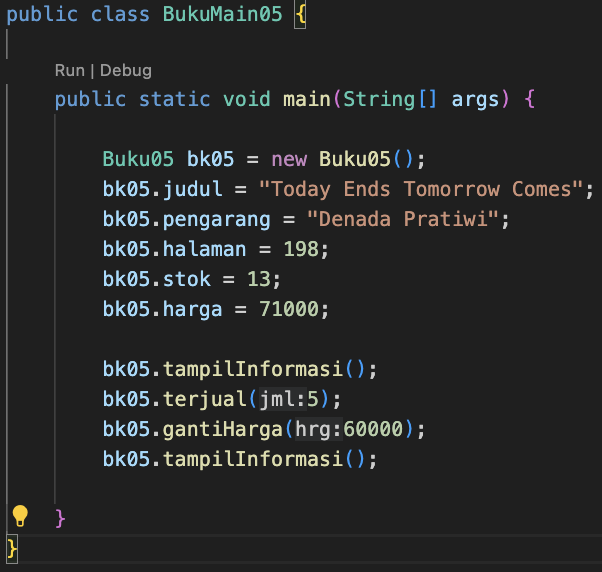 public class BukuMain05 {
Run | Debug
public static void main(String[] args) {
Buku05 bk05 = new Buku05();
bk05.judul = "Today Ends Tomorrow Comes";
bk05.pengarang = "Denada Pratiwi";
bk05.halaman = 198;
bk05.stok = 13;
bk05.harga = 71000;
bk05.tampilInformasi();
bk05.terjual(jml:5);
bk05.gantiHarga(hrg:60000);
bk05.tampilInformasi();
}
}